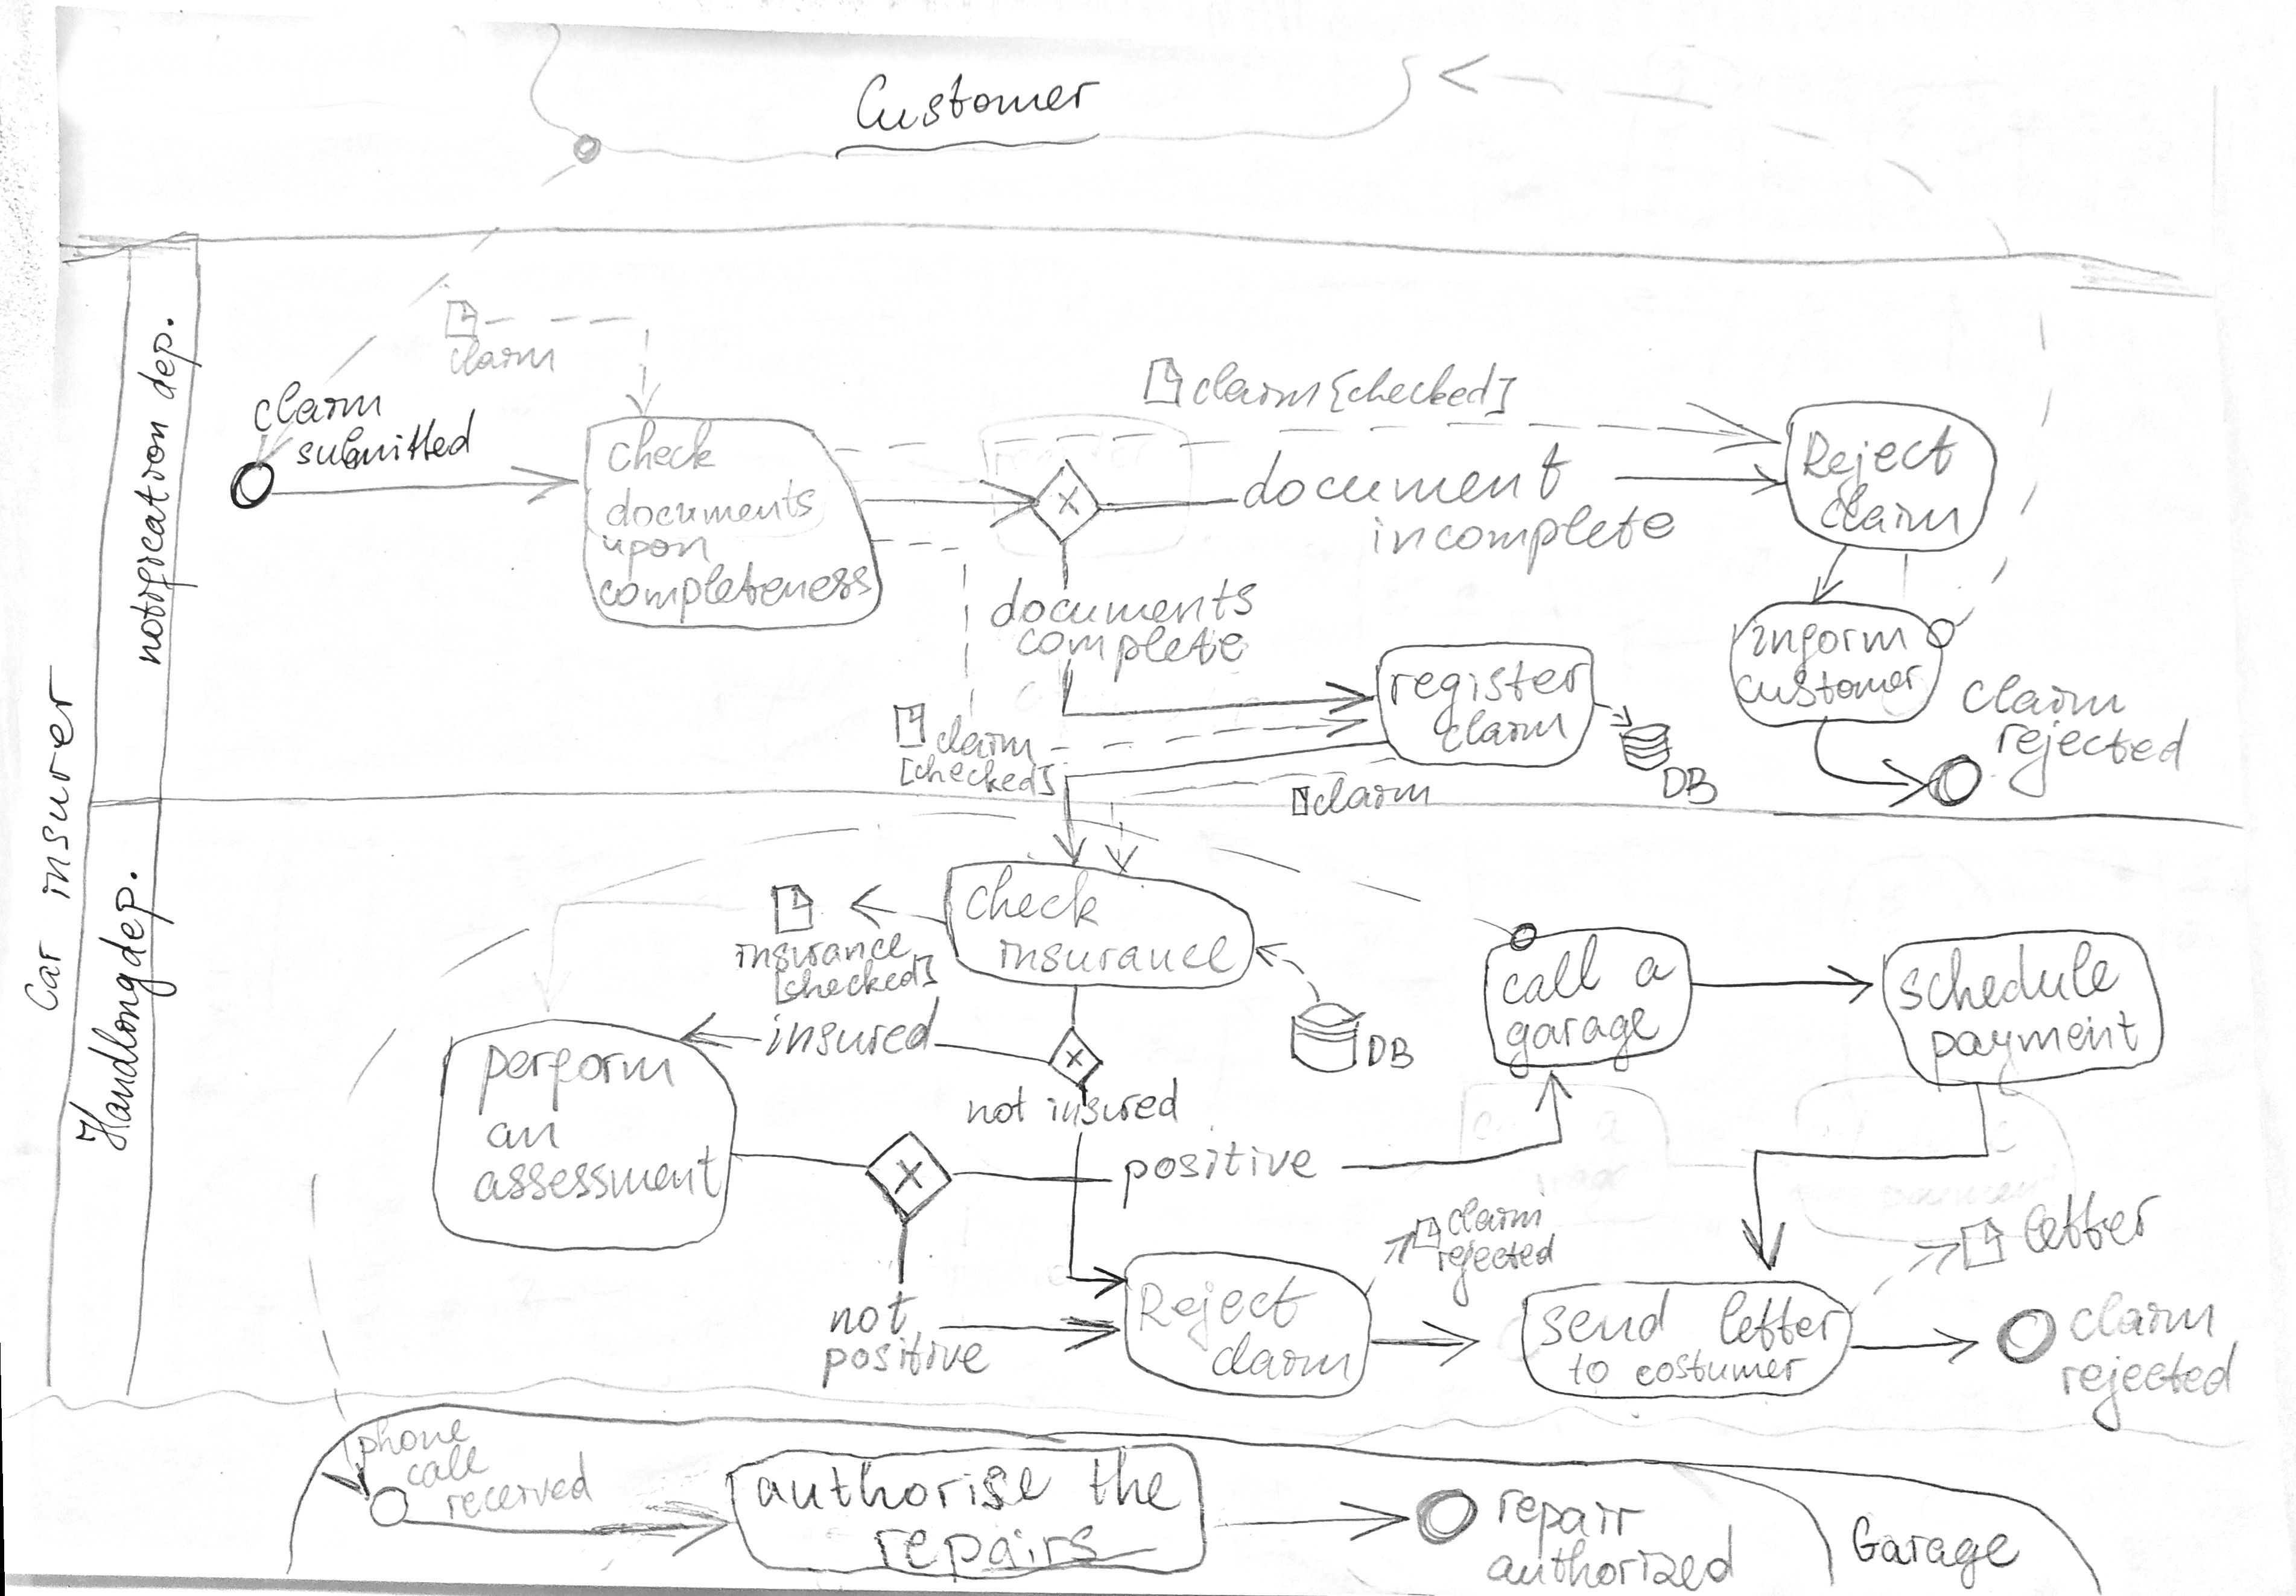 Customer
Car insurer
notification dep.
Handlong dep.
claim
claim
submitted
check
documents
upon
completeness
X
claim [checked]
document
incomplete
Reject
claim
documents
complete
inform
customer
claim
rejected
register
claim
DB
claim
[checked]
claim
check
insurance
insurance
[checked]
insured
X
not insured
DB
call a
garage
schedule
payment
perform
an
assessment
X
positive
not
positive
Reject
claim
claim
rejected
letter
send letter
to costumer
claim
rejected
phone
call
received
authorise the
repairs
repair
authorized
Garage